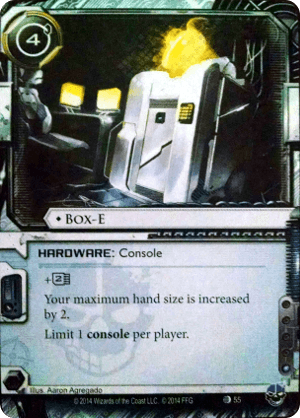 4
BOX-E
HARDWARE: Console
+2
Your maximum hand size is increased
by 2.
Limit 1 console per player.
Illus. Aaron Agregado
© 2014 Wizards of the Coast LLC. © 2014 FFG
55